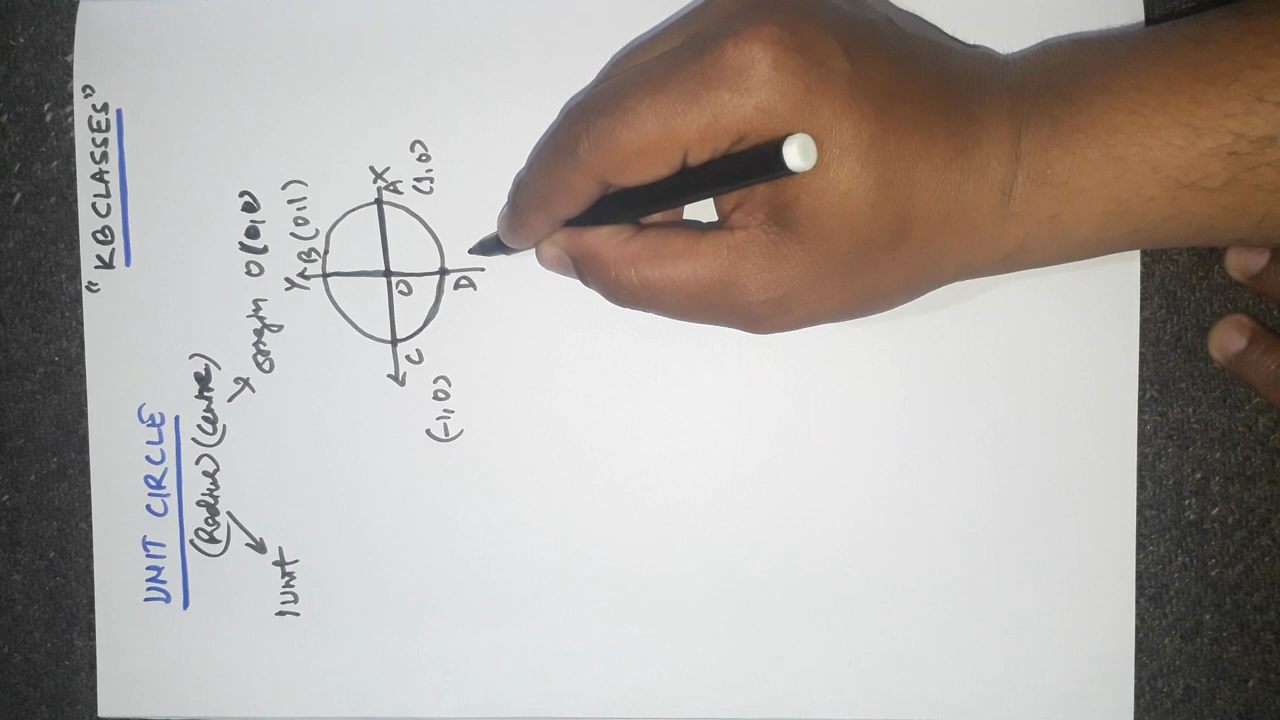 "KB CLASSES"
UNIT CIRCLE
(Radius) (Centre)
1 Unit
Origin O(0,0)
Y B (0,1)
X
A
(1,0)
O
C
(-1,0)
D